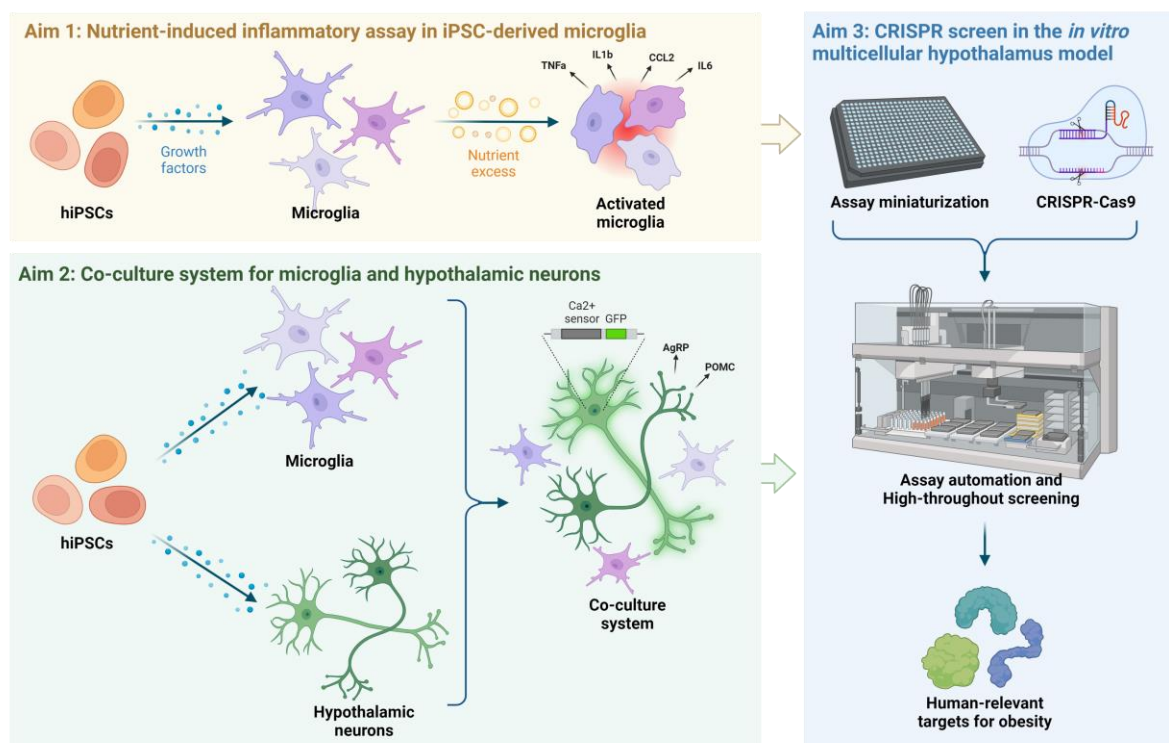 Aim 1: Nutrient-induced inflammatory assay in iPSC-derived microglia
TNFa
IL1b
CCL2
IL6
Growth
factors
Nutrient
excess
hiPSCs
Microglia
Activated
microglia
Aim 2: Co-culture system for microglia and hypothalamic neurons
Ca2+
sensor
GFP
AgRP
POMC
Microglia
hiPSCs
Co-culture
system
Hypothalamic
neurons
Aim 3: CRISPR screen in the in vitro
multicellular hypothalamus model
Assay miniaturization
CRISPR-Cas9
Assay automation and
High-throughout screening
Human-relevant
targets for obesity